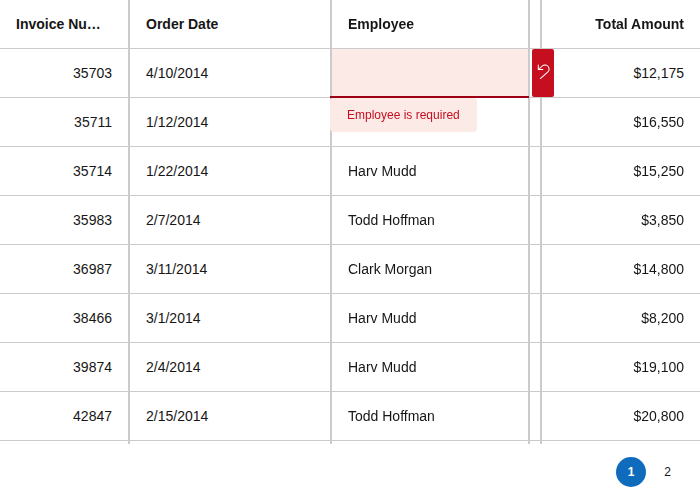 Invoice Nu… Order Date Employee Total Amount
35703 4/10/2014 $12,175
35711 1/12/2014 Employee is required $16,550
35714 1/22/2014 Harv Mudd $15,250
35983 2/7/2014 Todd Hoffman $3,850
36987 3/11/2014 Clark Morgan $14,800
38466 3/1/2014 Harv Mudd $8,200
39874 2/4/2014 Harv Mudd $19,100
42847 2/15/2014 Todd Hoffman $20,800
1 2